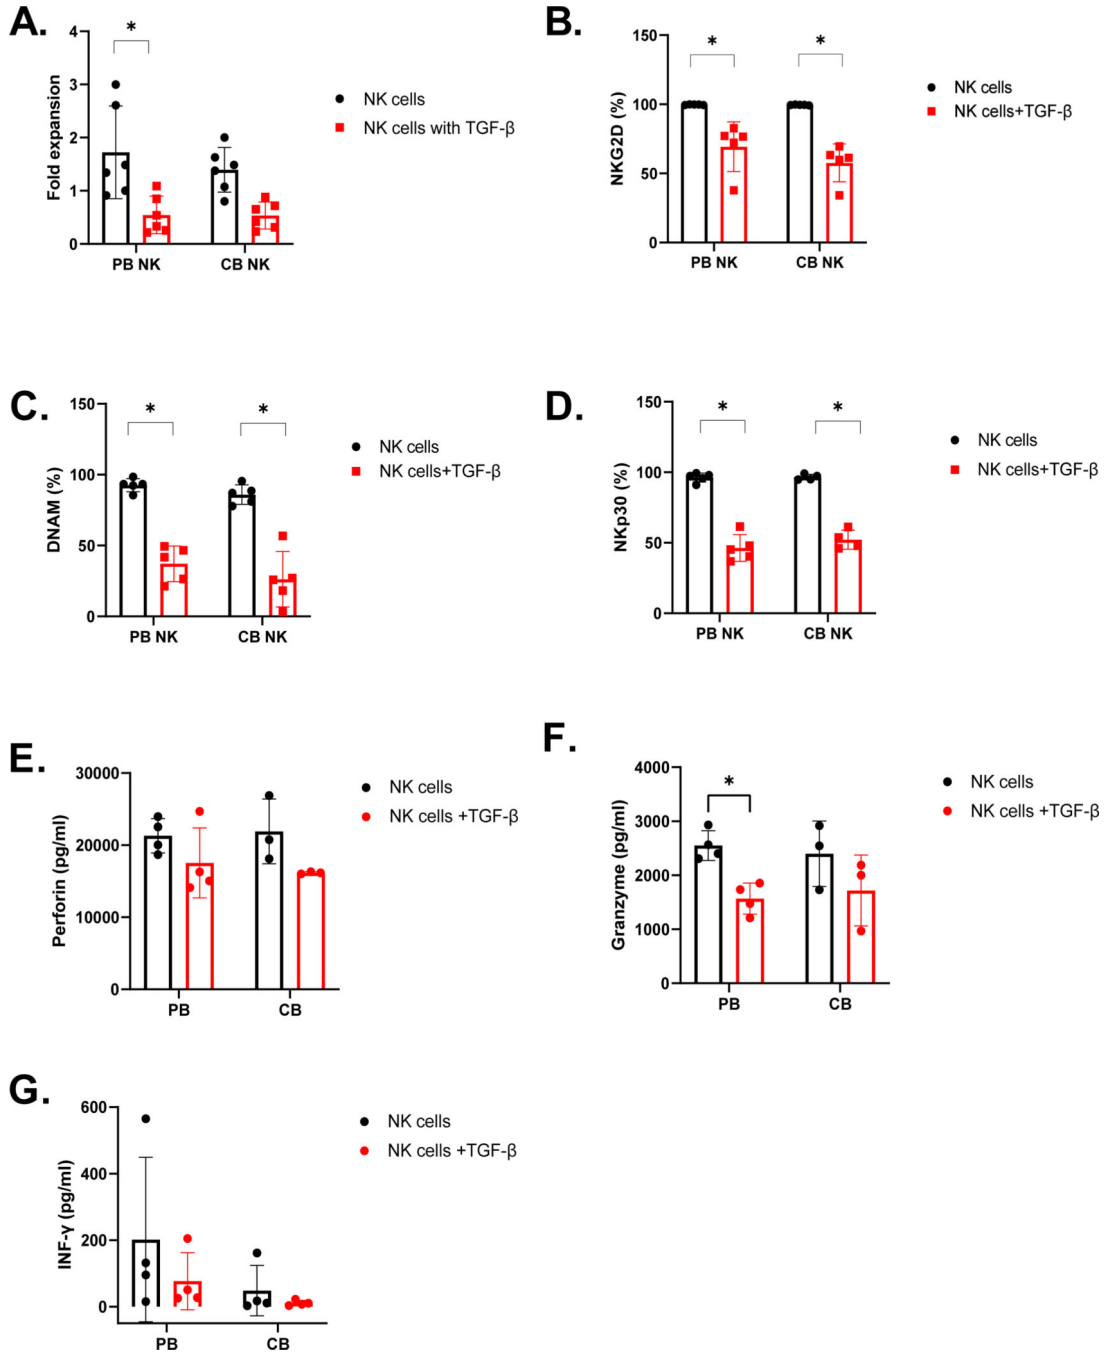 A.
*
Fold expansion
4
3
2
1
0
PB NK
CB NK
NK cells
NK cells with TGF-β
B.
*
*
NKG2D (%)
150
100
50
0
PB NK
CB NK
NK cells
NK cells+TGF-β
C.
*
*
DNAM (%)
150
100
50
0
PB NK
CB NK
NK cells
NK cells+TGF-β
D.
*
*
NKp30 (%)
150
100
50
0
PB NK
CB NK
NK cells
NK cells+TGF-β
E.
Perforin (pg/ml)
30000
20000
10000
0
PB
CB
NK cells
NK cells +TGF-β
F.
*
Granzyme (pg/ml)
4000
3000
2000
1000
0
PB
CB
NK cells
NK cells +TGF-β
G.
INF-γ (pg/ml)
600
400
200
0
PB
CB
NK cells
NK cells +TGF-β